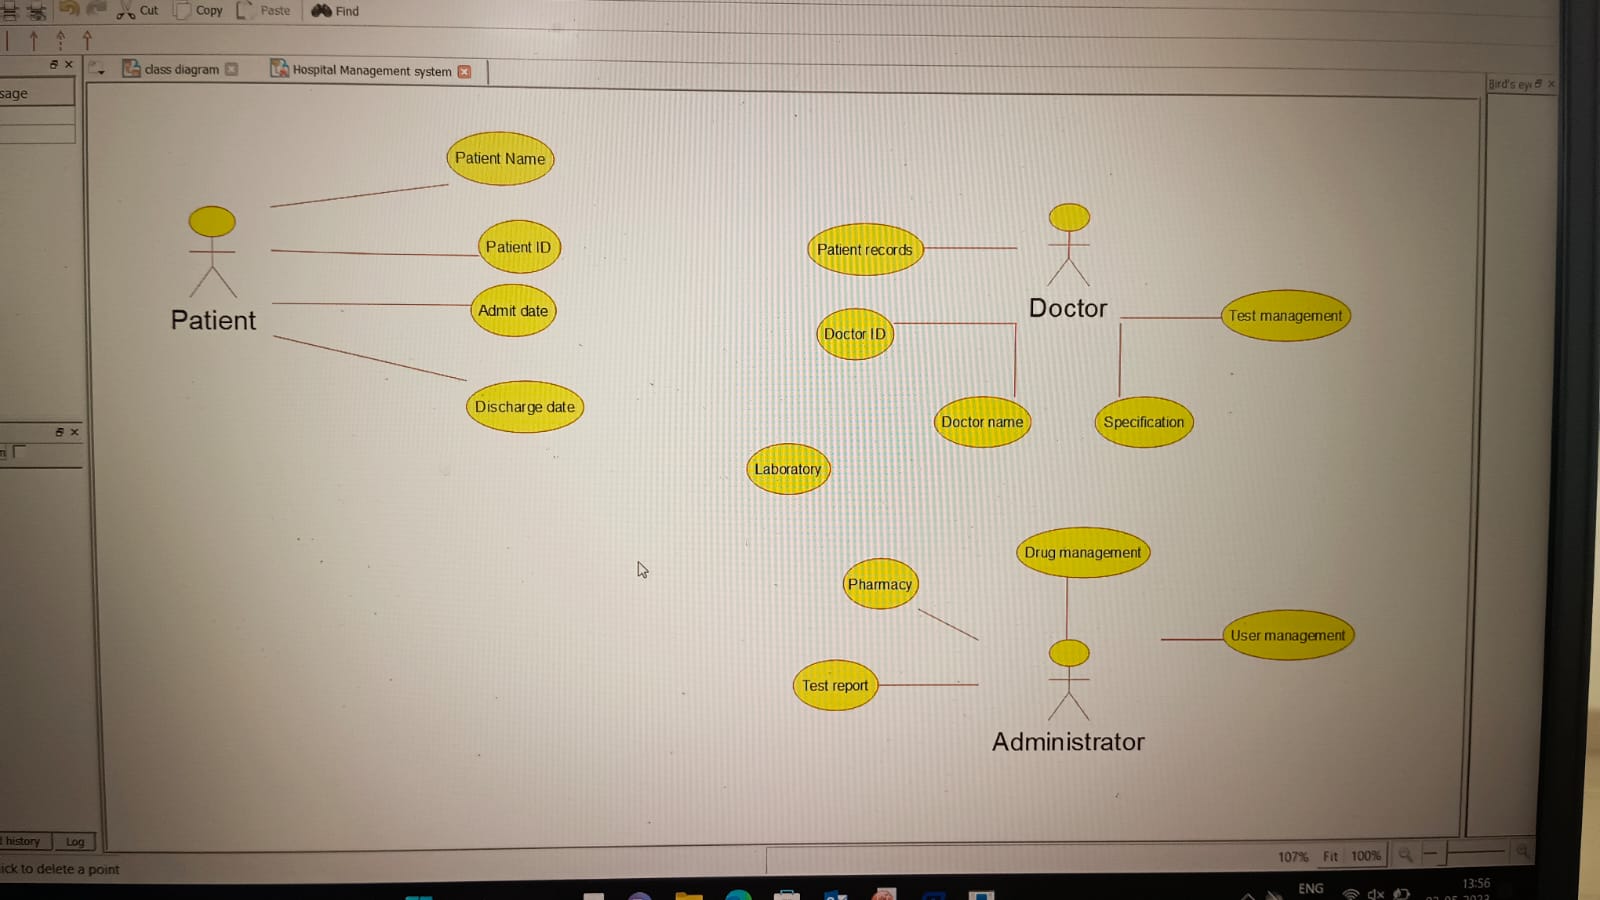 Cut
Copy
Paste
Find
class diagram
Hospital Management system
Bird's eye
sage
Patient Name
Patient ID
Patient
Admit date
Discharge date
Patient records
Doctor
Doctor ID
Test management
Doctor name
Specification
Laboratory
Drug management
Pharmacy
User management
Test report
Administrator
history
Log
ick to delete a point
107%
Fit
100%
ENG
13:56